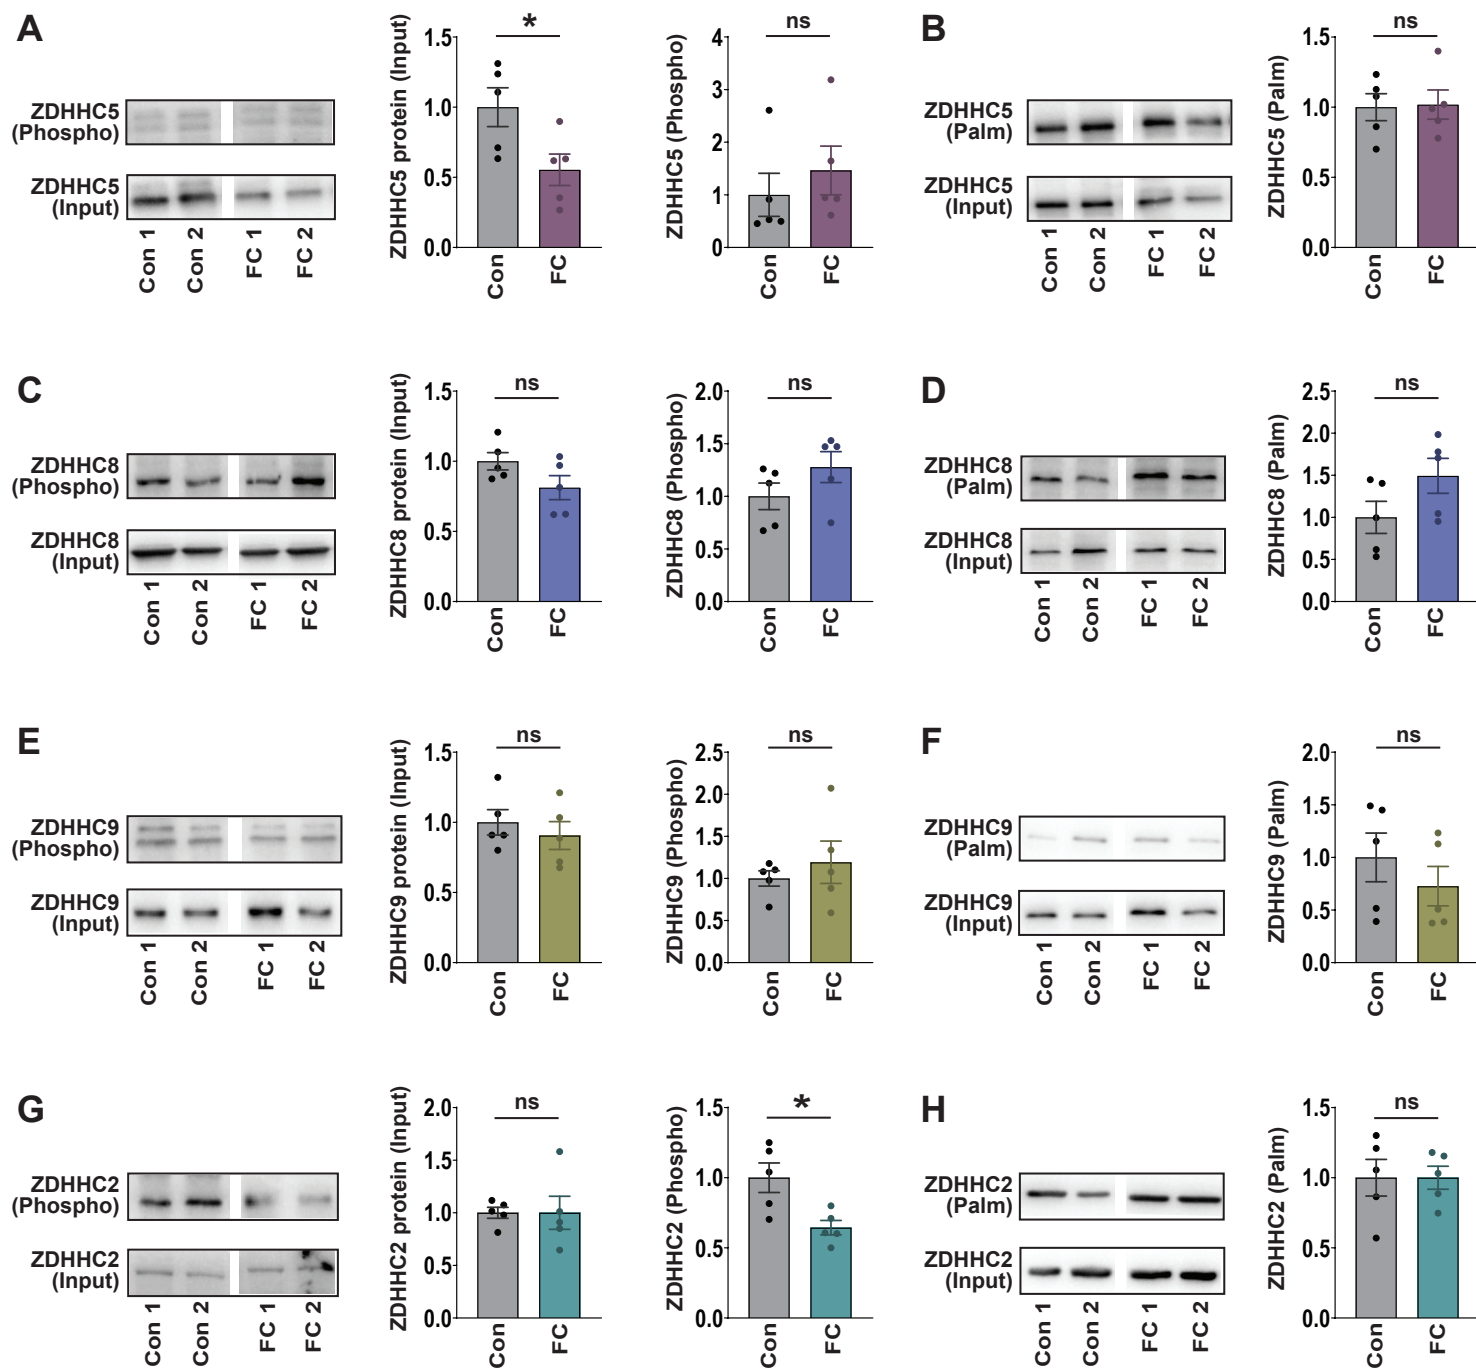 A
ZDHHC5
(Phospho)
ZDHHC5
(Input)
Con 1
Con 2
FC 1
FC 2
ZDHHC5 protein (Input)
1.5
1.0
0.5
0.0
*
Con
FC
ZDHHC5 (Phospho)
4
3
2
1
0
ns
Con
FC
B
ZDHHC5
(Palm)
ZDHHC5
(Input)
Con 1
Con 2
FC 1
FC 2
ZDHHC5 (Palm)
1.5
1.0
0.5
0.0
ns
Con
FC
C
ZDHHC8
(Phospho)
ZDHHC8
(Input)
Con 1
Con 2
FC 1
FC 2
ZDHHC8 protein (Input)
1.5
1.0
0.5
0.0
ns
Con
FC
ZDHHC8 (Phospho)
2.0
1.5
1.0
0.5
0.0
ns
Con
FC
D
ZDHHC8
(Palm)
ZDHHC8
(Input)
Con 1
Con 2
FC 1
FC 2
ZDHHC8 (Palm)
2.5
2.0
1.5
1.0
0.5
0.0
ns
Con
FC
E
ZDHHC9
(Phospho)
ZDHHC9
(Input)
Con 1
Con 2
FC 1
FC 2
ZDHHC9 protein (Input)
1.5
1.0
0.5
0.0
ns
Con
FC
ZDHHC9 (Phospho)
2.5
2.0
1.5
1.0
0.5
0.0
ns
Con
FC
F
ZDHHC9
(Palm)
ZDHHC9
(Input)
Con 1
Con 2
FC 1
FC 2
ZDHHC9 (Palm)
2.0
1.5
1.0
0.5
0.0
ns
Con
FC
G
ZDHHC2
(Phospho)
ZDHHC2
(Input)
Con 1
Con 2
FC 1
FC 2
ZDHHC2 protein (Input)
2.0
1.5
1.0
0.5
0.0
ns
Con
FC
ZDHHC2 (Phospho)
1.5
1.0
0.5
0.0
*
Con
FC
H
ZDHHC2
(Palm)
ZDHHC2
(Input)
Con 1
Con 2
FC 1
FC 2
ZDHHC2 (Palm)
1.5
1.0
0.5
0.0
ns
Con
FC